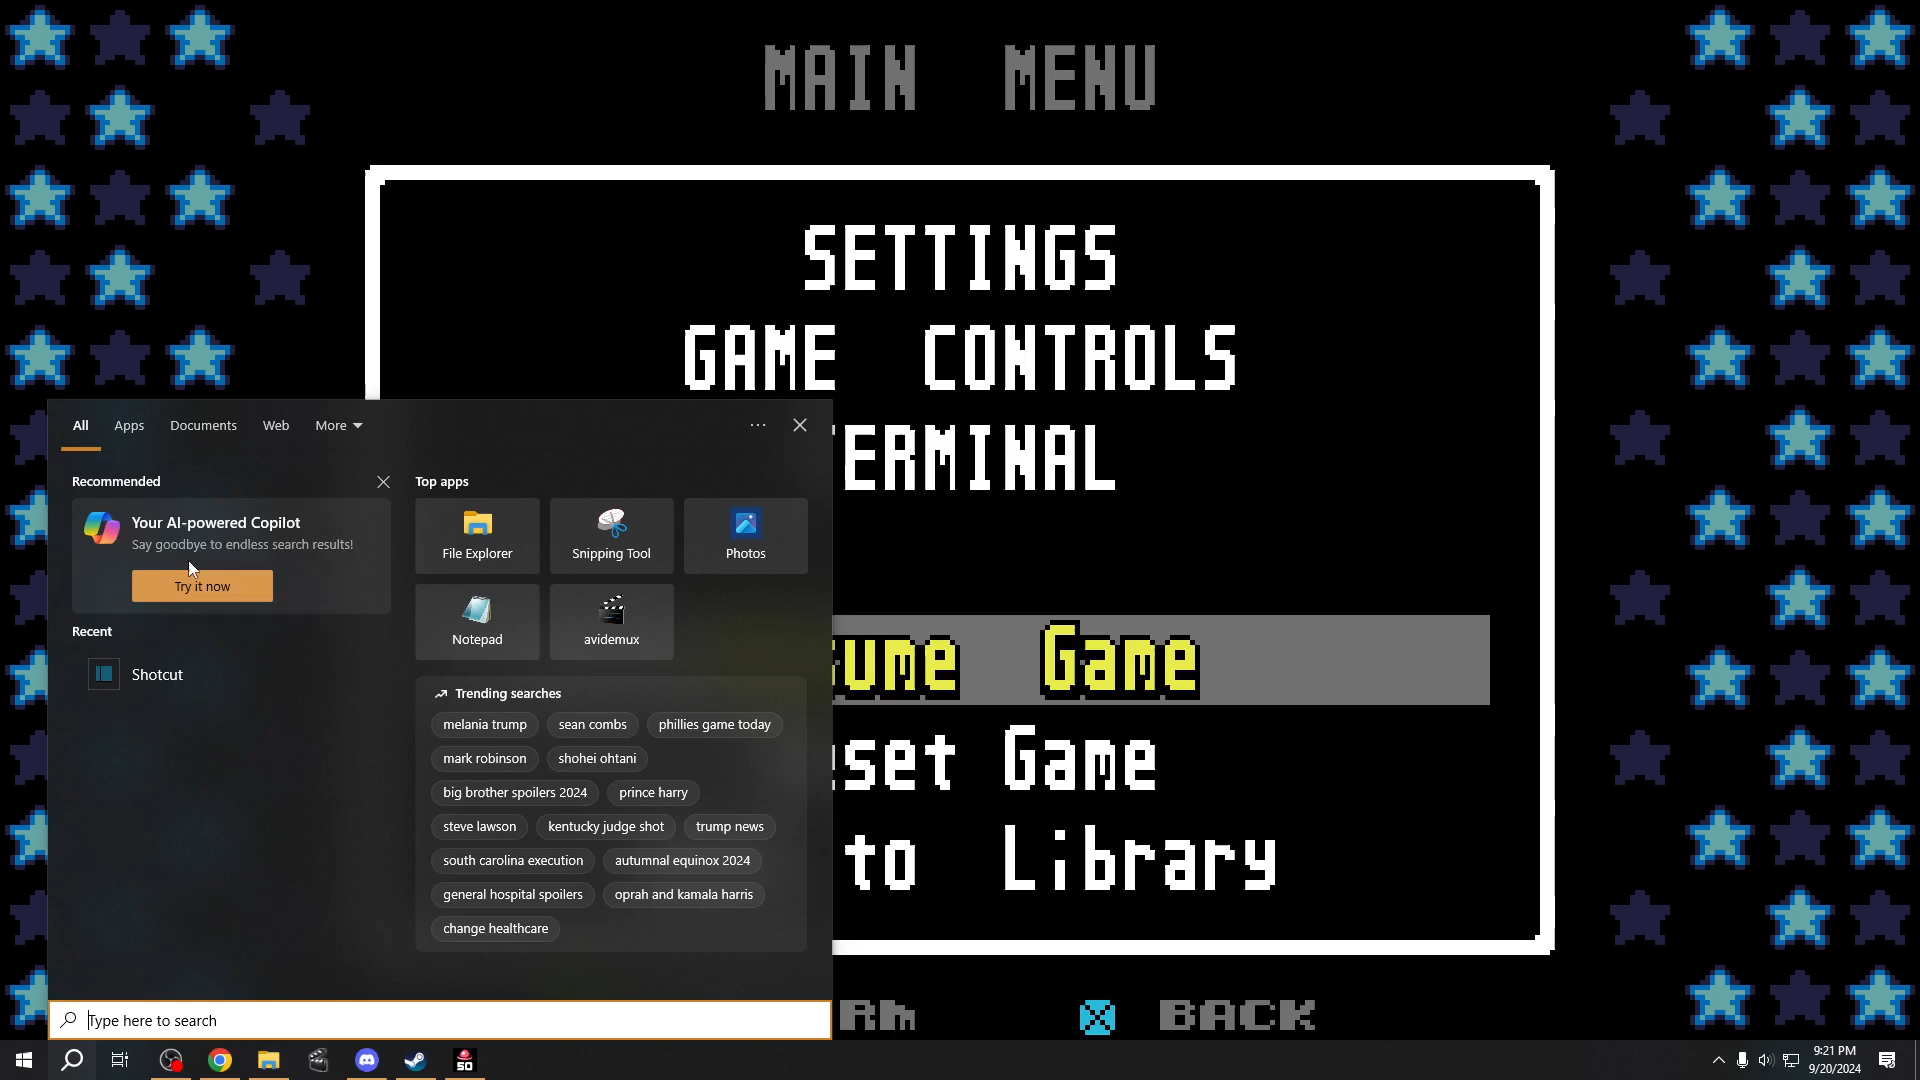 MAIN MENU
SETTINGS
GAME CONTROLS
ERMINAL
ume Game
set Game
to Library
RM
BACK
All
Apps
Documents
Web
More
Recommended
Your AI-powered Copilot
Say goodbye to endless search results!
Try it now
Recent
Shotcut
Top apps
File Explorer
Snipping Tool
Photos
Notepad
avidemux
Trending searches
melania trump
sean combs
phillies game today
mark robinson
shohei ohtani
big brother spoilers 2024
prince harry
steve lawson
kentucky judge shot
trump news
south carolina execution
autumnal equinox 2024
general hospital spoilers
oprah and kamala harris
change healthcare
Type here to search
50
9:21 PM
9/20/2024